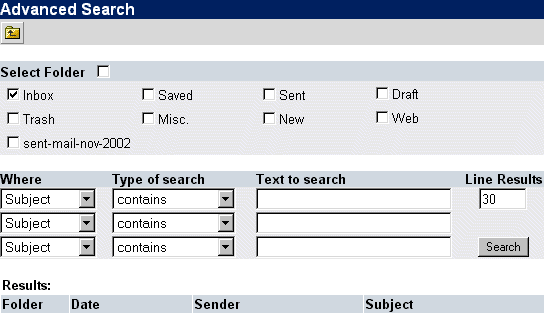 Advanced Search
Select Folder
Inbox Saved Sent Draft
Trash Misc. New Web
sent-mail-nov-2002
Where Type of search Text to search Line Results
Subject contains 30
Subject contains
Subject contains Search
Results:
Folder Date Sender Subject